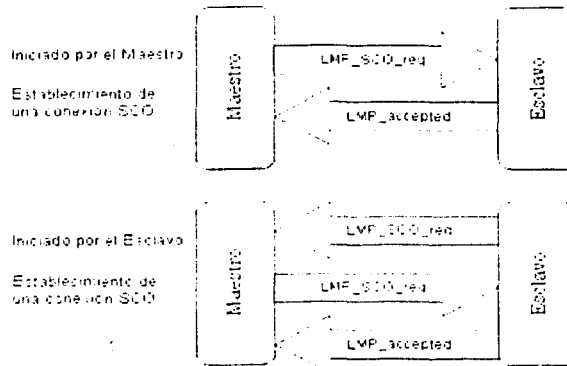 Iniciado por el Maestro
Establecimiento de
una conexión SCO
Maestro
LMP_SCO_req
LMP_accepted
Esclavo
Iniciado por el Esclavo
Establecimiento de
una conexión SCO
Maestro
LMP_SCO_req
LMP_SCO_req
LMP_accepted
Esclavo